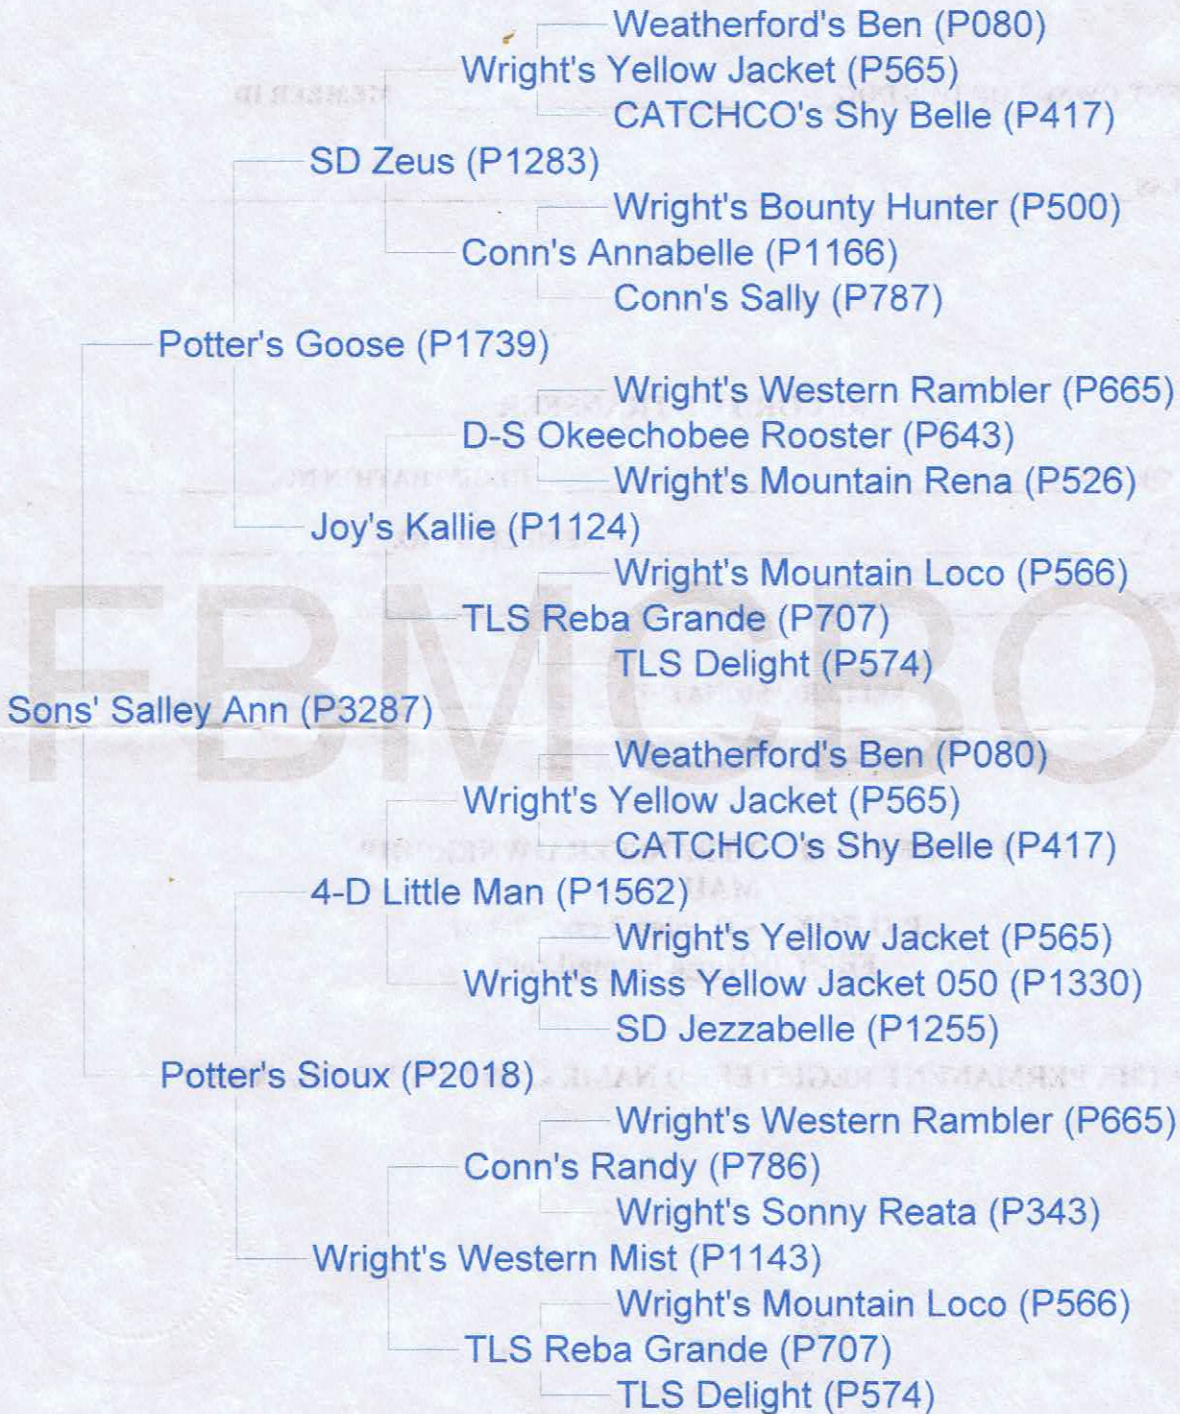 Weatherford's Ben (P080)
Wright's Yellow Jacket (P565)
CATCHCO's Shy Belle (P417)
SD Zeus (P1283)
Wright's Bounty Hunter (P500)
Conn's Annabelle (P1166)
Conn's Sally (P787)
Potter's Goose (P1739)
Wright's Western Rambler (P665)
D-S Okeechobee Rooster (P643)
Wright's Mountain Rena (P526)
Joy's Kallie (P1124)
Wright's Mountain Loco (P566)
TLS Reba Grande (P707)
TLS Delight (P574)
FBMCBO
Sons' Salley Ann (P3287)
Weatherford's Ben (P080)
Wright's Yellow Jacket (P565)
CATCHCO's Shy Belle (P417)
4-D Little Man (P1562)
Wright's Yellow Jacket (P565)
Wright's Miss Yellow Jacket 050 (P1330)
SD Jezzabelle (P1255)
Potter's Sioux (P2018)
Wright's Western Rambler (P665)
Conn's Randy (P786)
Wright's Sonny Reata (P343)
Wright's Western Mist (P1143)
Wright's Mountain Loco (P566)
TLS Reba Grande (P707)
TLS Delight (P574)